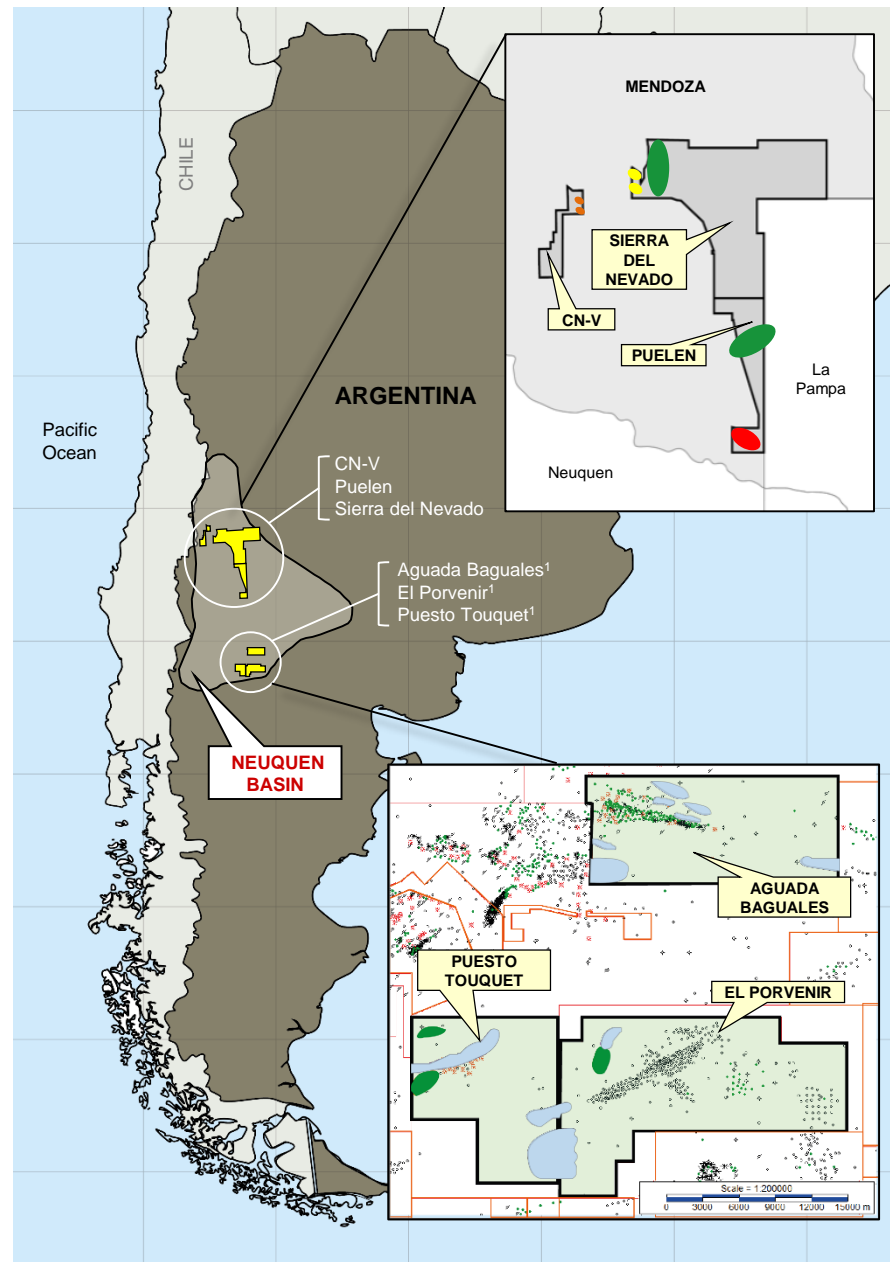 MENDOZA
CHILE
SIERRA
DEL
NEVADO
CN-V
PUELEN
La
Pampa
Neuquen
ARGENTINA
Pacific
Ocean
CN-V
Puelen
Sierra del Nevado
Aguada Baguales¹
El Porvenir¹
Puesto Touquet¹
NEUQUEN
BASIN
AGUADA
BAGUALES
PUESTO
TOUQUET
EL PORVENIR
Scale = 1:200000
0 3000 6000 9000 12000 15000 m